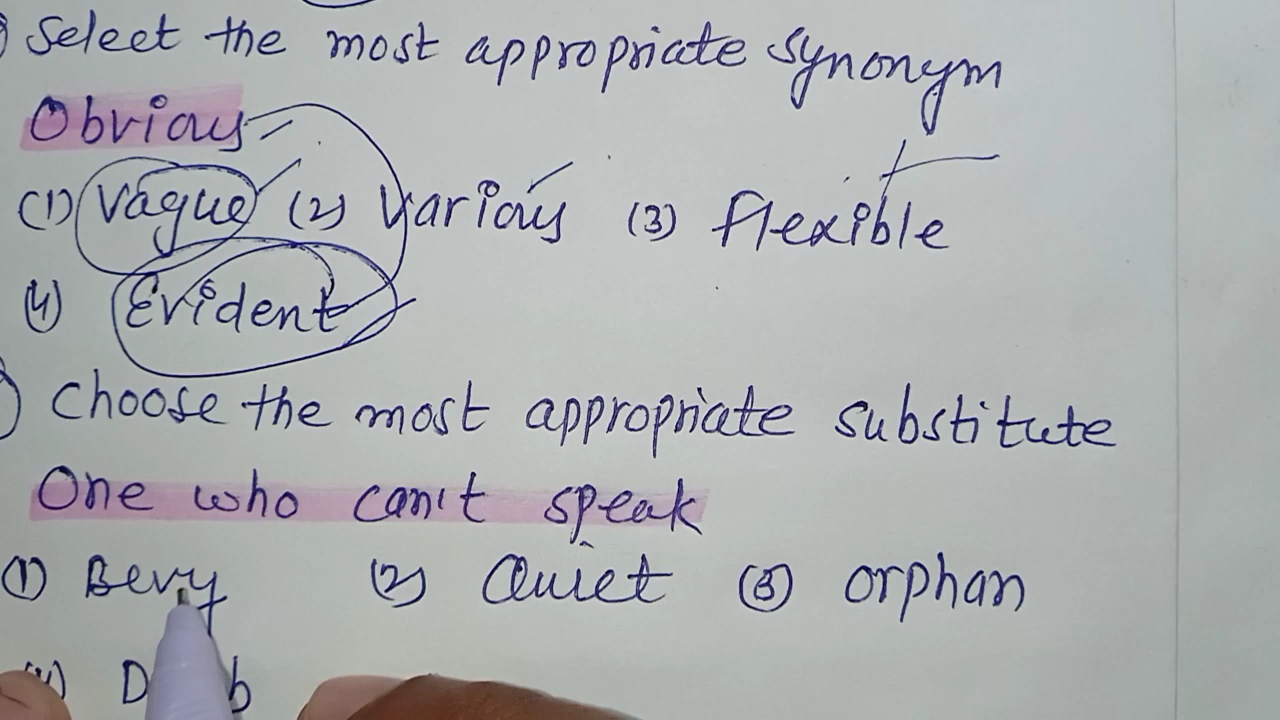 Select the most appropriate synonym
Obvious
(1) Vague (2) Various (3) flexible
(4) Evident
Choose the most appropriate substitute
One who can't speak
(1) Bevy (2) Quiet (3) orphan
(4)